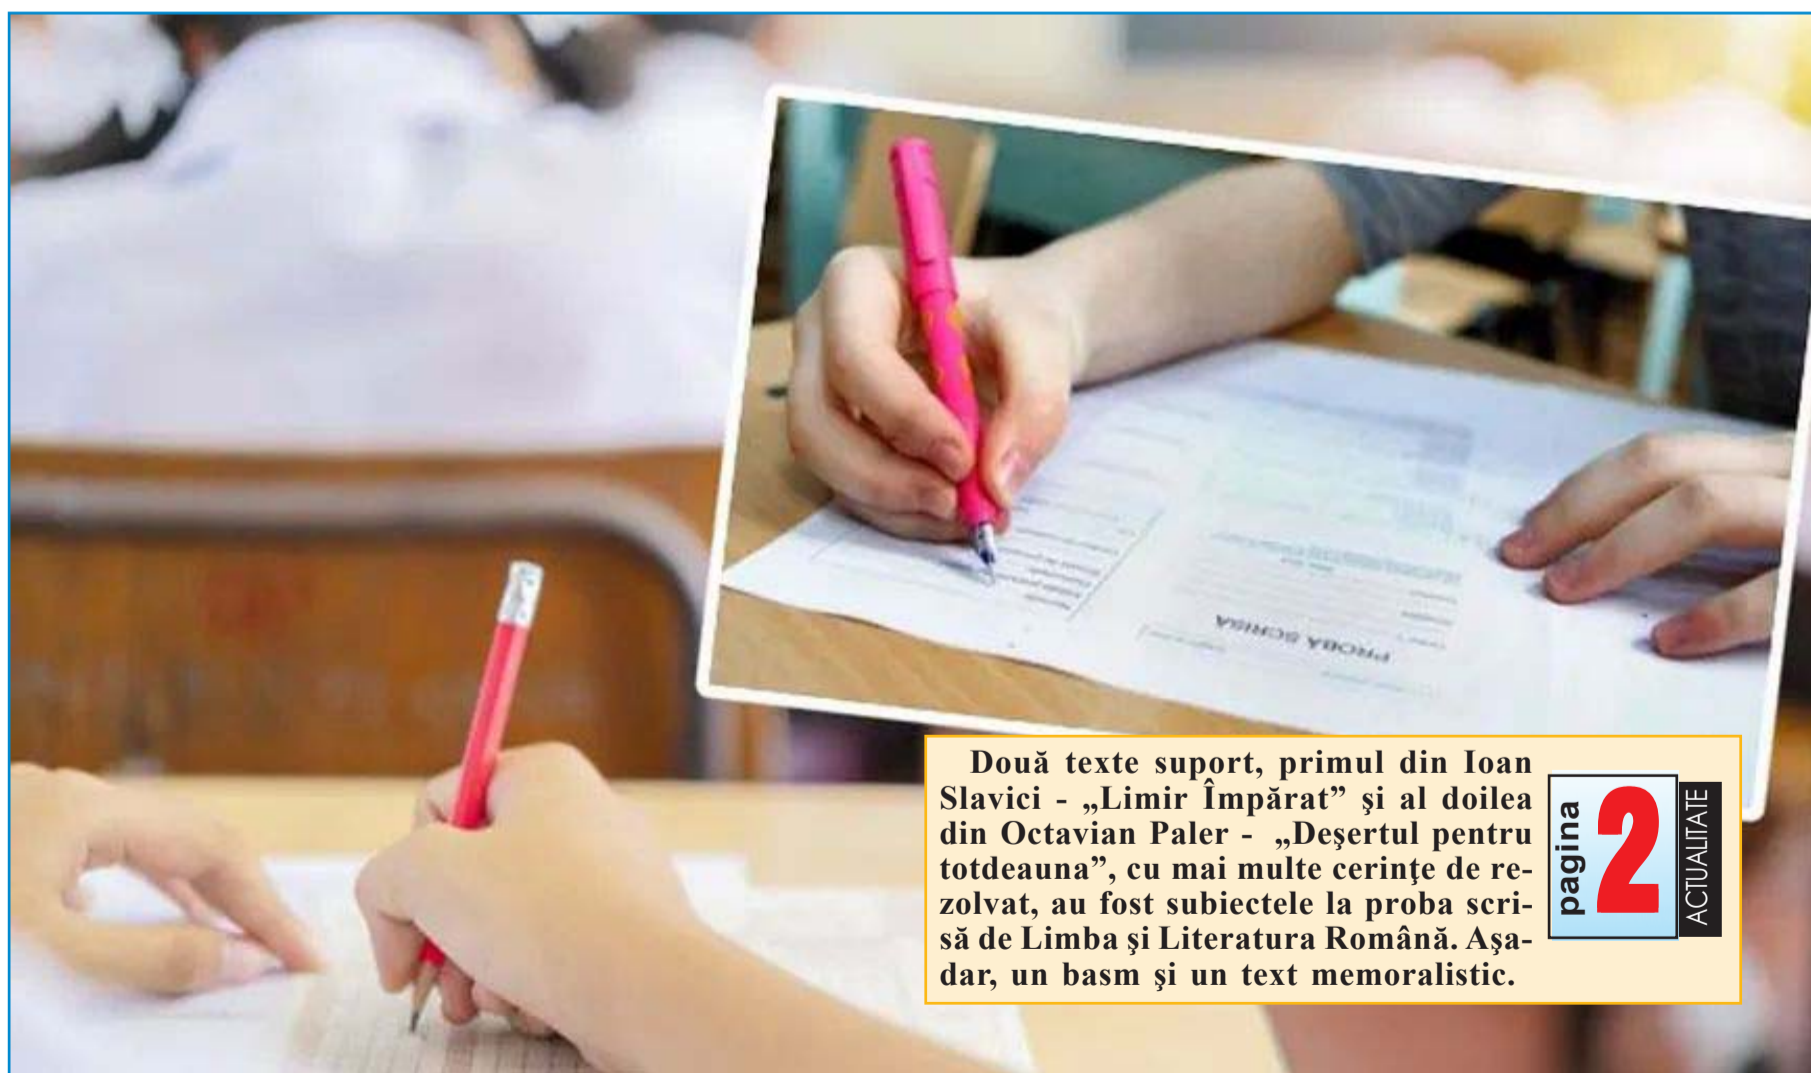 Două texte suport, primul din Ioan
Slavici - „Limir Împărat” şi al doilea
din Octavian Paler - „Deşertul pentru
totdeauna”, cu mai multe cerinţe de re-
zolvat, au fost subiectele la proba scri-
să de Limba şi Literatura Română. Aşa-
dar, un basm şi un text memoralistic.
pagina
2
ACTUALITATE
PROBĂ SCRISĂ